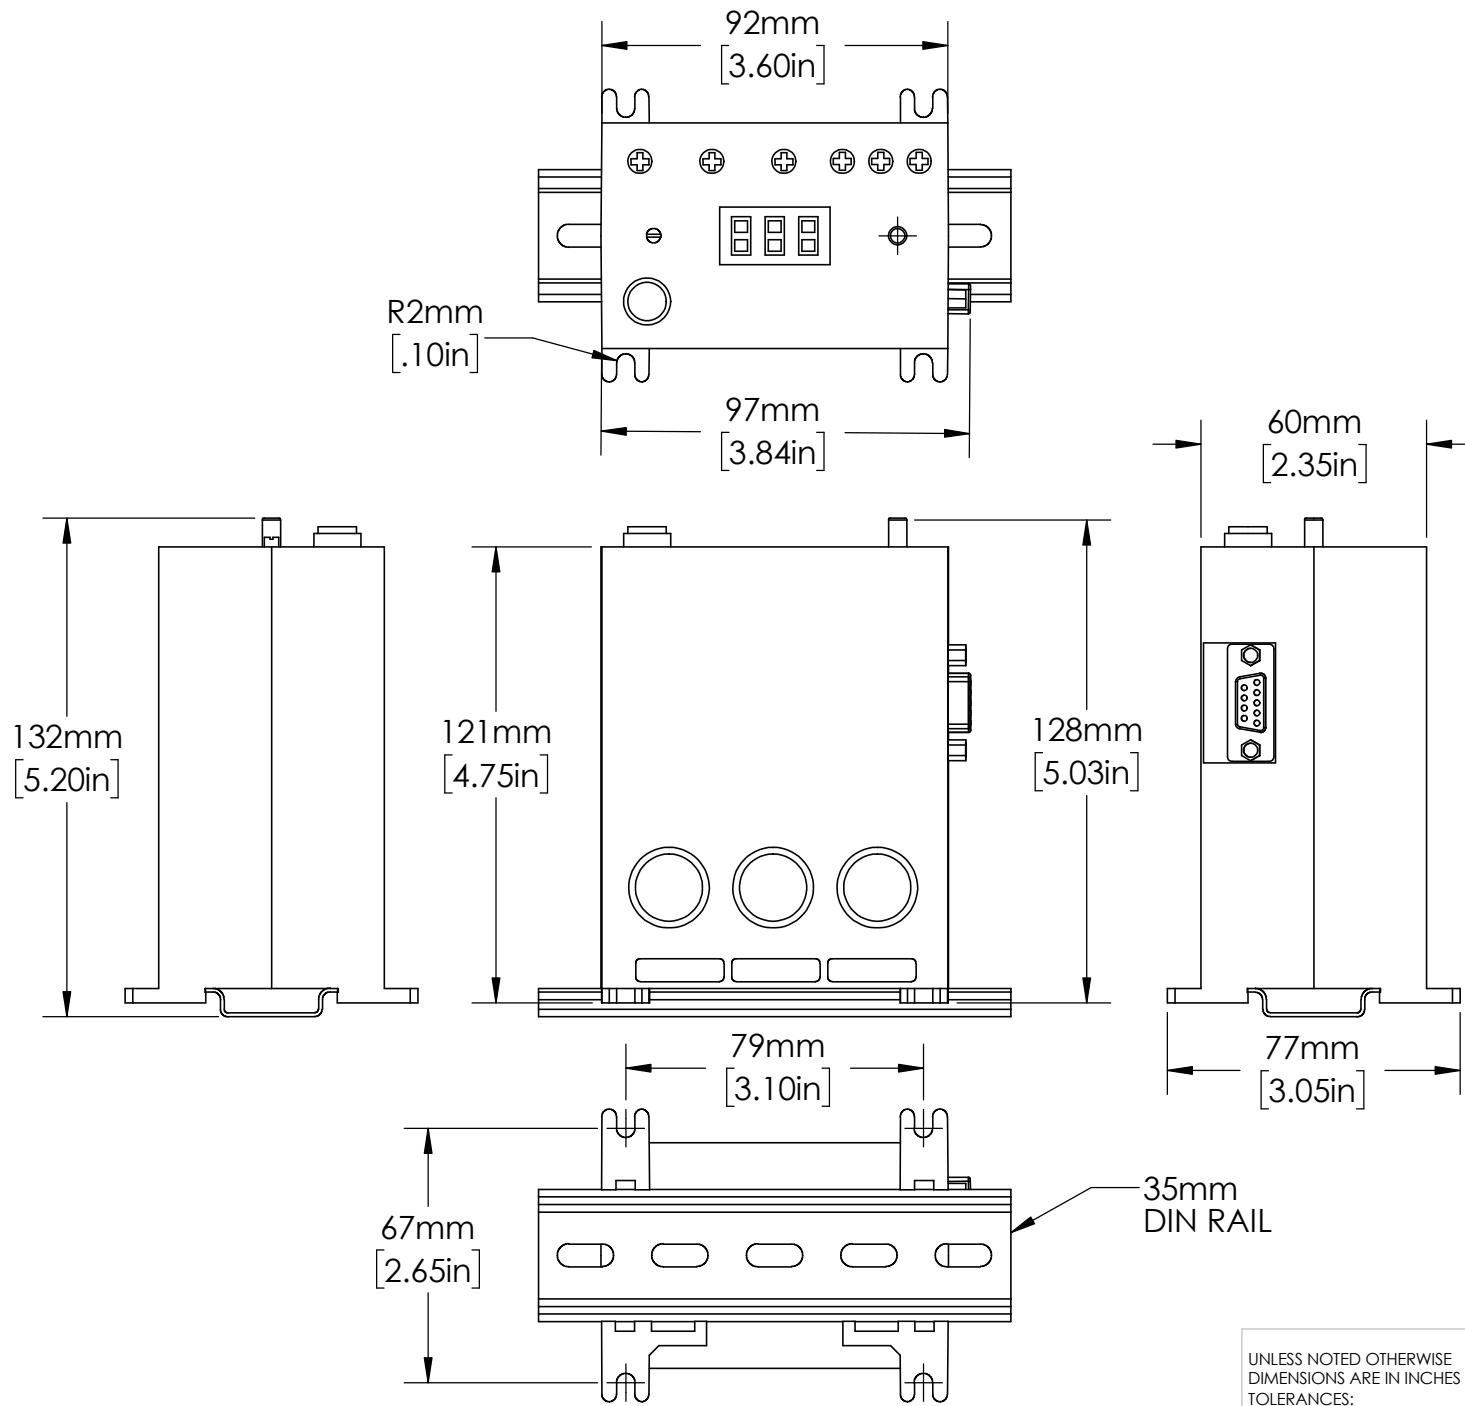 92mm
[3.60in]
R2mm
[.10in]
97mm
[3.84in]
60mm
[2.35in]
132mm
[5.20in]
121mm
[4.75in]
128mm
[5.03in]
79mm
[3.10in]
77mm
[3.05in]
67mm
[2.65in]
35mm
DIN RAIL
UNLESS NOTED OTHERWISE
DIMENSIONS ARE IN INCHES
TOLERANCES: